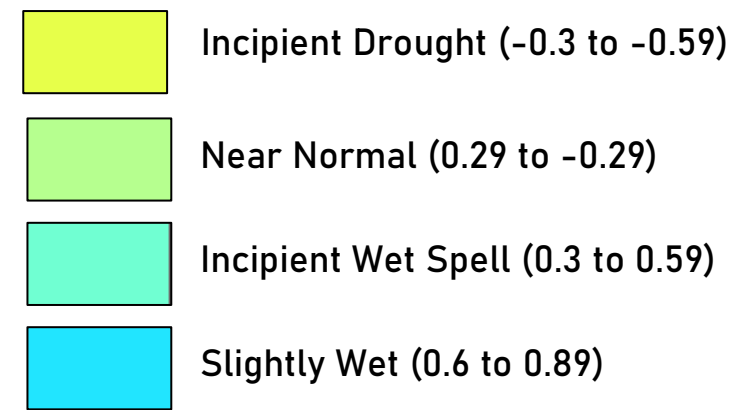 Incipient Drought (-0.3 to -0.59)
Near Normal (0.29 to -0.29)
Incipient Wet Spell (0.3 to 0.59)
Slightly Wet (0.6 to 0.89)